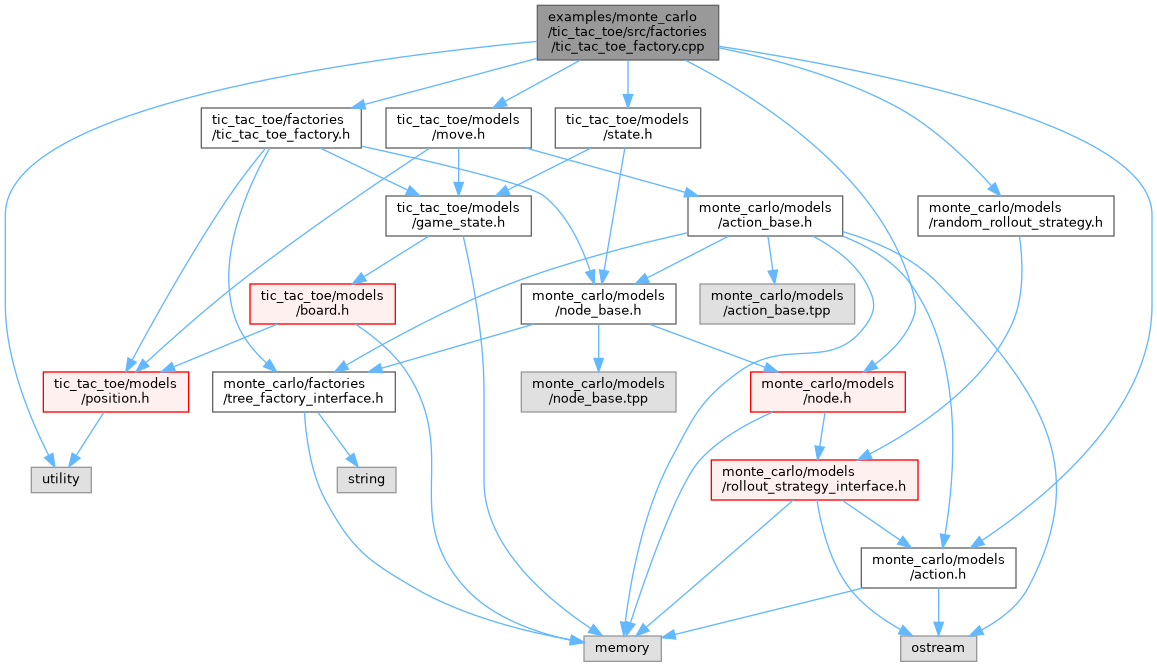 examples/monte_carlo
/tic_tac_toe/src/factories
/tic_tac_toe_factory.cpp
tic_tac_toe/factories
/tic_tac_toe_factory.h
tic_tac_toe/models
/move.h
tic_tac_toe/models
/state.h
tic_tac_toe/models
/game_state.h
monte_carlo/models
/action_base.h
monte_carlo/models
/random_rollout_strategy.h
tic_tac_toe/models
/board.h
monte_carlo/models
/node_base.h
monte_carlo/models
/action_base.tpp
tic_tac_toe/models
/position.h
monte_carlo/factories
/tree_factory_interface.h
monte_carlo/models
/node_base.tpp
monte_carlo/models
/node.h
utility
string
monte_carlo/models
/rollout_strategy_interface.h
monte_carlo/models
/action.h
memory
ostream